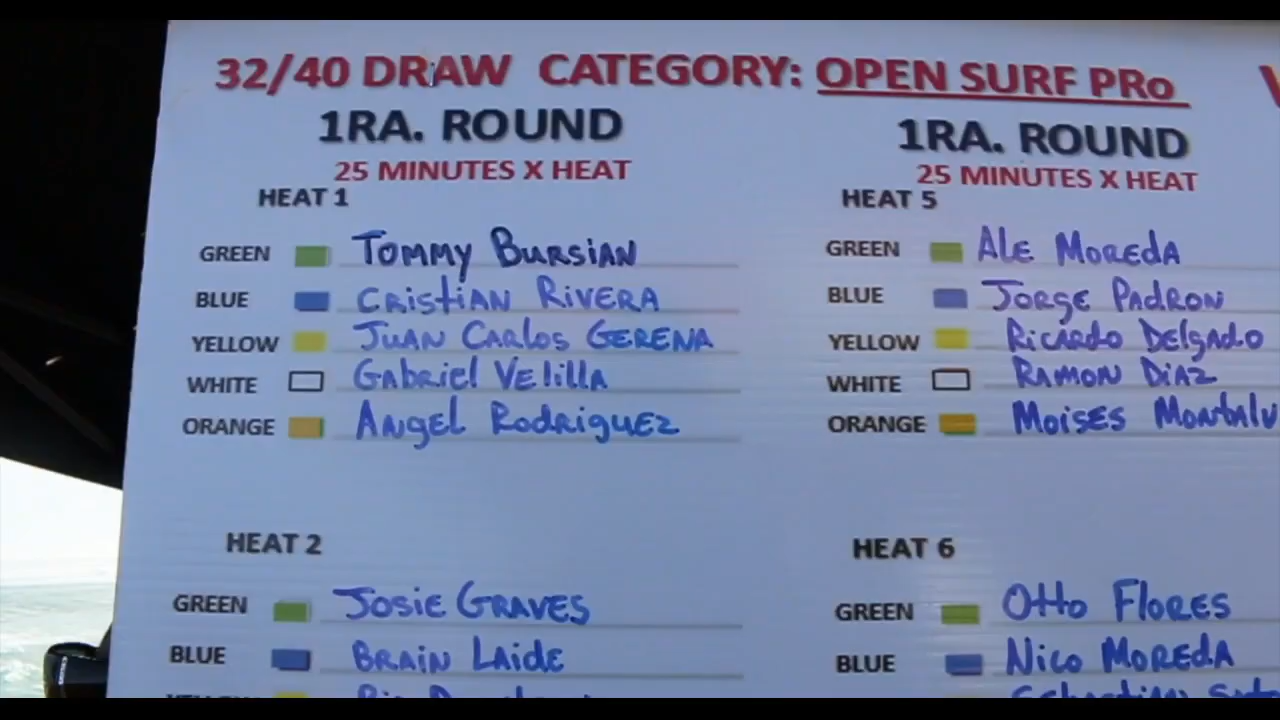 32/40 DRAW CATEGORY: OPEN SURF PRo
1RA. ROUND
25 MINUTES X HEAT
HEAT 1
GREEN TOMMY BURSIAN
BLUE CRISTIAN RIVERA
YELLOW JUAN CARLOS GERENA
WHITE GabRiEl VElillA
ORANGE ANgEl RodRiguEz
HEAT 2
GREEN JOSIE GRAVES
BLUE BRAiN LAidE
YELLOW
1RA. ROUND
25 MINUTES X HEAT
HEAT 5
GREEN ALE MOREdA
BLUE JORGE PADRON
YELLOW RiCARdo DElgAdo
WHITE RAMON DiAZ
ORANGE MoiSES
HEAT 6
GREEN Otto FloRES
BLUE Nico MOREdA